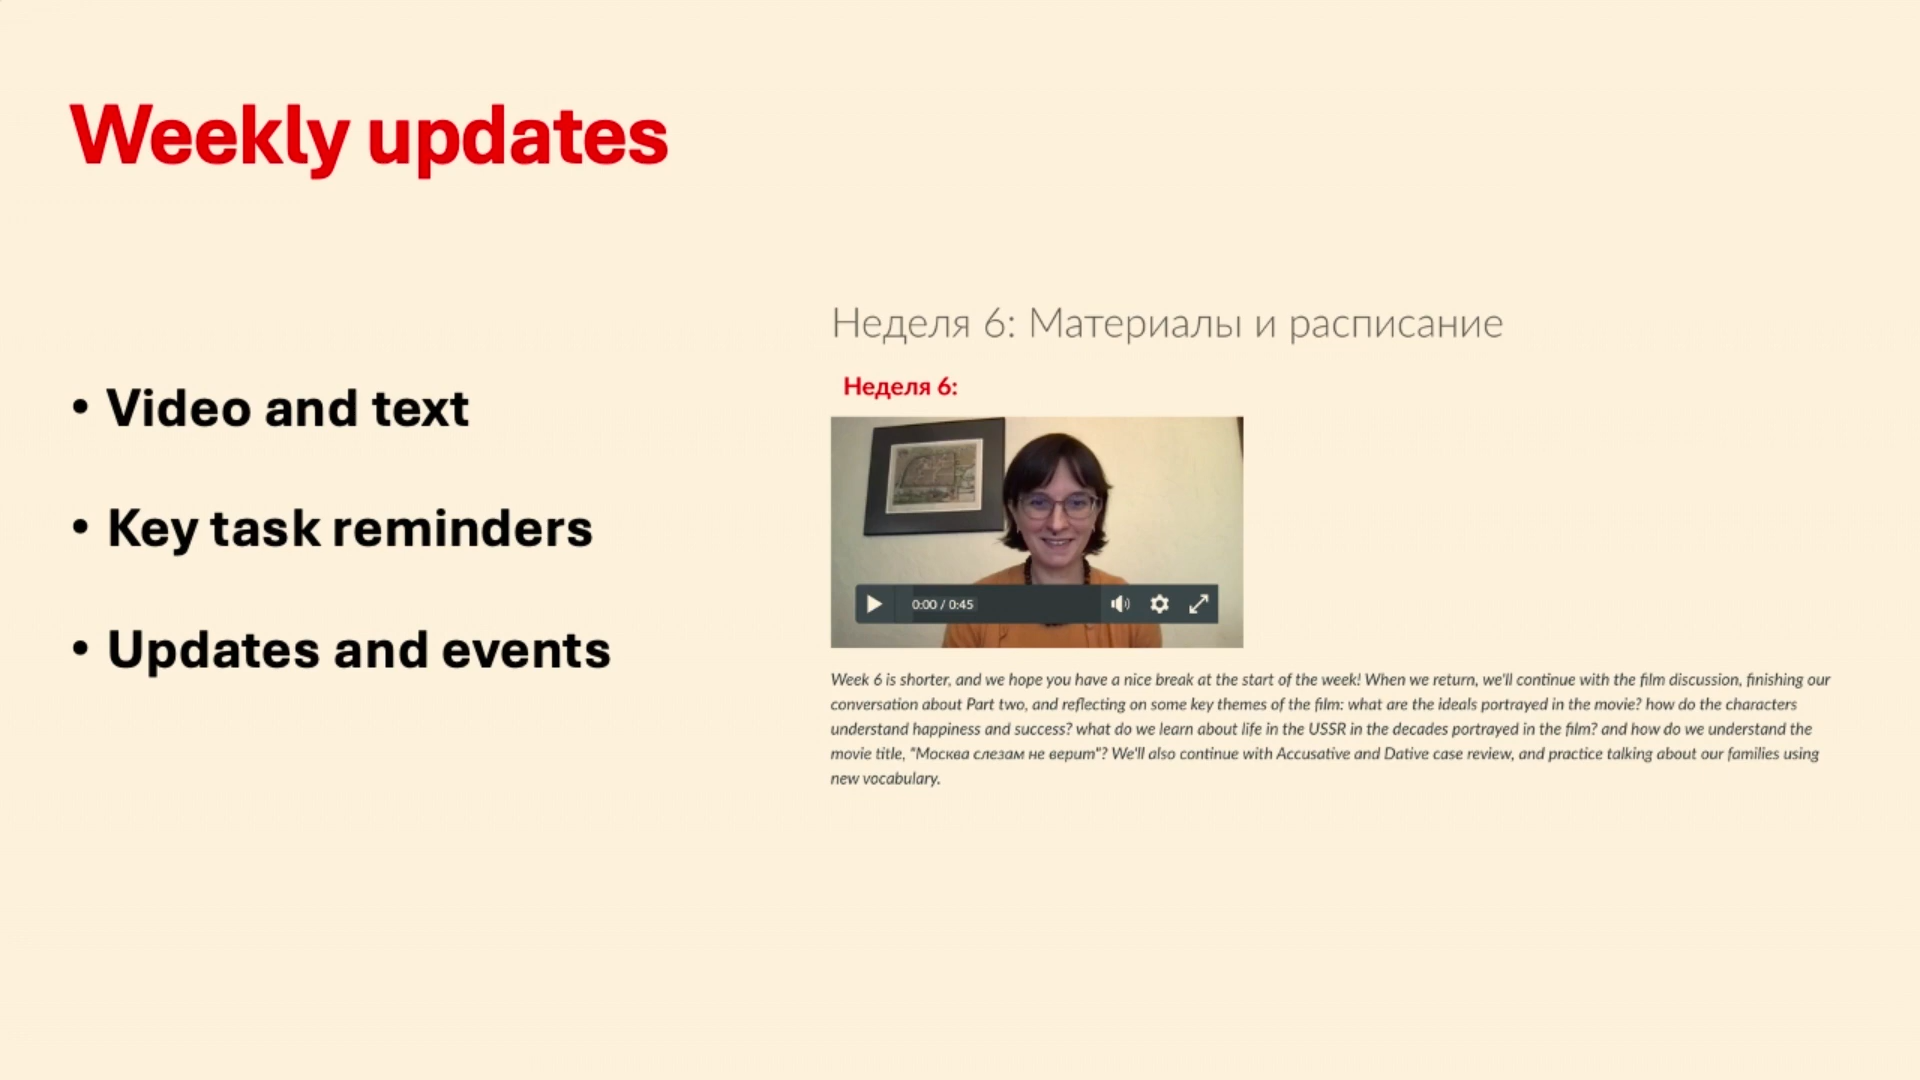 Weekly updates
• Video and text
• Key task reminders
• Updates and events
Неделя 6: Материалы и расписание
Неделя 6:
0:00 / 0:45
Week 6 is shorter, and we hope you have a nice break at the start of the week! When we return, we'll continue with the film discussion, finishing our
conversation about Part two, and reflecting on some key themes of the film: what are the ideals portrayed in the movie? how do the characters
understand happiness and success? what do we learn about life in the USSR in the decades portrayed in the film? and how do we understand the
movie title, "Москва слезам не верит"? We'll also continue with Accusative and Dative case review, and practice talking about our families using
new vocabulary.